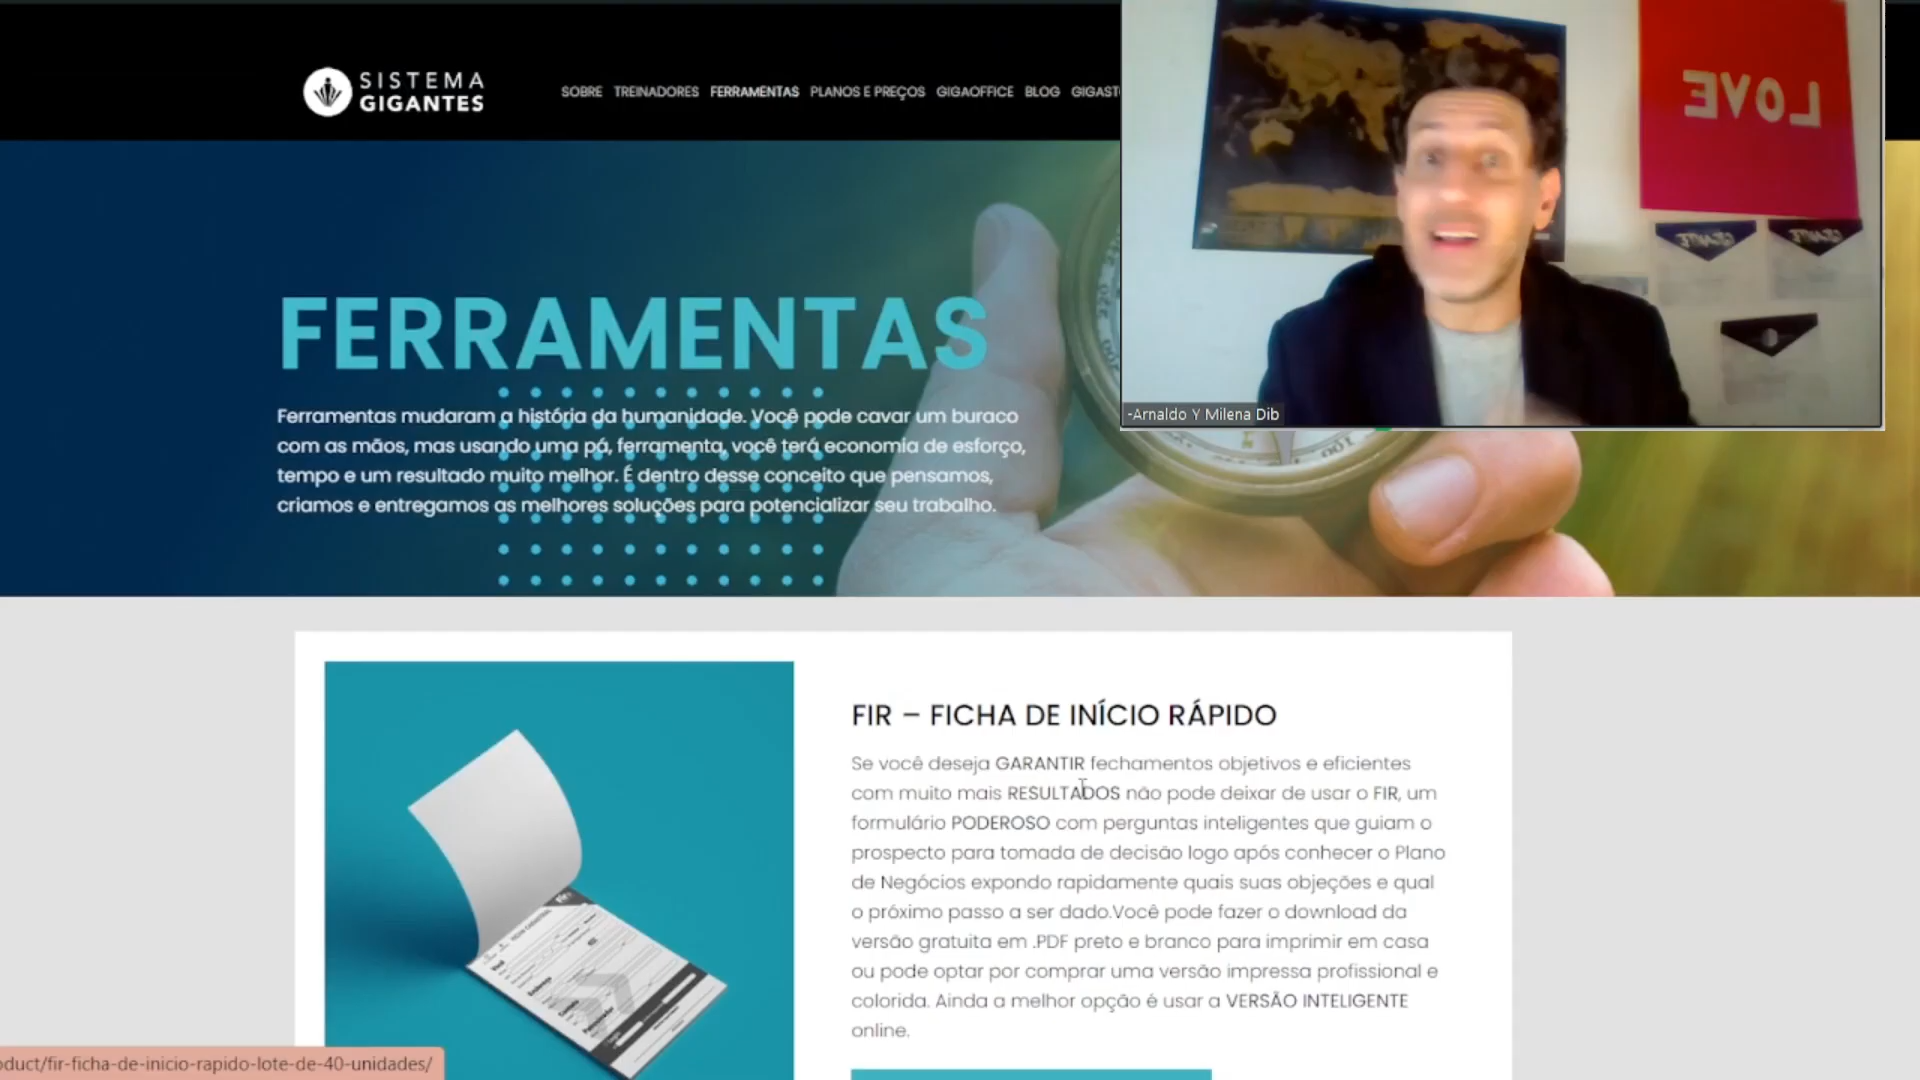 SISTEMA
GIGANTES
SOBRE TREINADORES FERRAMENTAS PLANOS E PREÇOS GIGAOFFICE BLOG
LOVE
-Arnaldo Y Milena Dib
FERRAMENTAS
Ferramentas mudaram a história da humanidade. Você pode cavar um buraco
com as mãos, mas usando uma pá, ferramenta, você terá economia de esforço,
tempo e um resultado muito melhor. É dentro desse conceito que pensamos,
criamos e entregamos as melhores soluções para potencializar seu trabalho.
FIR – FICHA DE INÍCIO RÁPIDO
Se você deseja GARANTIR fechamentos objetivos e eficientes
com muito mais RESULTADOS não pode deixar de usar o FIR, um
formulário PODEROSO com perguntas inteligentes que guiam o
prospecto para tomada de decisão logo após conhecer o Plano
de Negócios expondo rapidamente quais suas objeções e qual
o próximo passo a ser dado.Você pode fazer o download da
versão gratuita em .PDF preto e branco para imprimir em casa
ou pode optar por comprar uma versão impressa profissional e
colorida. Ainda a melhor opção é usar a VERSÃO INTELIGENTE
online.
oduct/fir-ficha-de-inicio-rapido-lote-de-40-unidades/